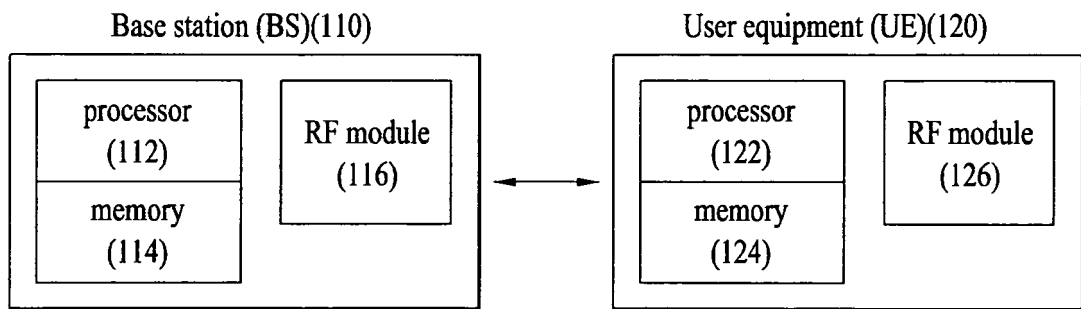 Base station (BS)(110)
processor
(112)
memory
(114)
RF module
(116)
User equipment (UE)(120)
processor
(122)
memory
(124)
RF module
(126)